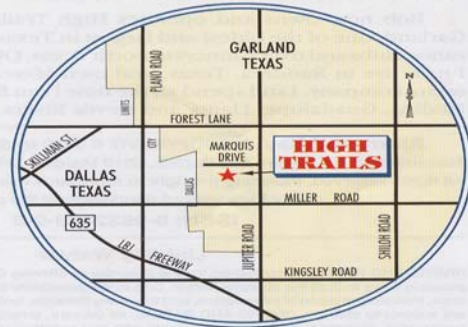 GARLAND
TEXAS
PLANO ROAD
LIMITS
N
FOREST LANE
SKILLMAN ST.
CITY
MARQUIS
DRIVE
HIGH
TRAILS
DALLAS
TEXAS
DALLAS
MILLER ROAD
635
LBJ
FREEWAY
JUPITER ROAD
SHILOH ROAD
KINGSLEY ROAD